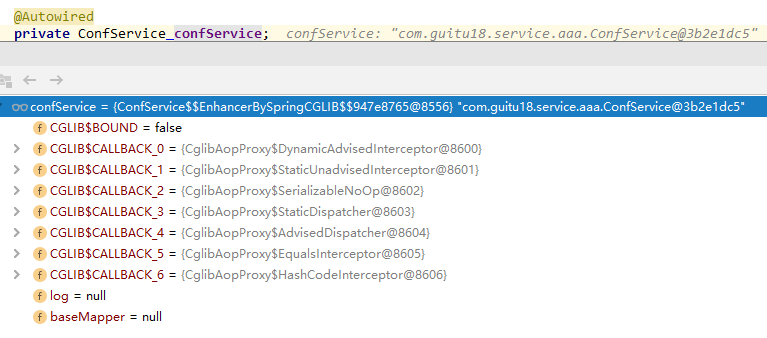 @Autowired
private ConfService confService;  confService: "com.guitu18.service.aaa.ConfService@3b2e1dc5"
confService = {ConfService$$EnhancerBySpringCGLIB$$947e8765@8556} "com.guitu18.service.aaa.ConfService@3b2e1dc5"
f CGLIB$BOUND = false
f CGLIB$CALLBACK_0 = {CglibAopProxy$DynamicAdvisedInterceptor@8600}
f CGLIB$CALLBACK_1 = {CglibAopProxy$StaticUnadvisedInterceptor@8601}
f CGLIB$CALLBACK_2 = {CglibAopProxy$SerializableNoOp@8602}
f CGLIB$CALLBACK_3 = {CglibAopProxy$StaticDispatcher@8603}
f CGLIB$CALLBACK_4 = {CglibAopProxy$AdvisedDispatcher@8604}
f CGLIB$CALLBACK_5 = {CglibAopProxy$EqualsInterceptor@8605}
f CGLIB$CALLBACK_6 = {CglibAopProxy$HashCodeInterceptor@8606}
f log = null
f baseMapper = null